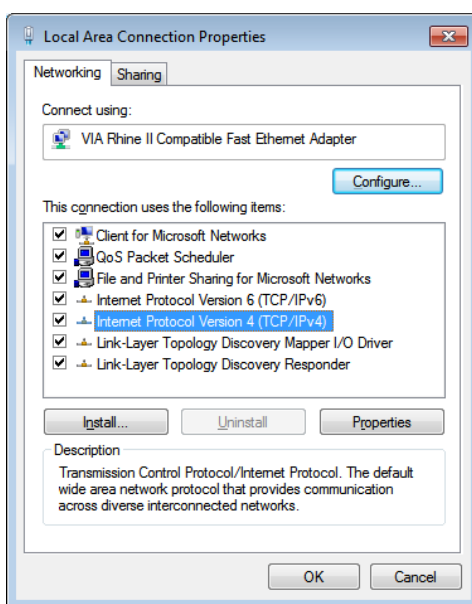 Local Area Connection Properties
Networking Sharing
Connect using:
VIA Rhine II Compatible Fast Ethernet Adapter
Configure...
This connection uses the following items:
Client for Microsoft Networks
QoS Packet Scheduler
File and Printer Sharing for Microsoft Networks
Internet Protocol Version 6 (TCP/IPv6)
Internet Protocol Version 4 (TCP/IPv4)
Link-Layer Topology Discovery Mapper I/O Driver
Link-Layer Topology Discovery Responder
Install... Uninstall Properties
Description
Transmission Control Protocol/Internet Protocol. The default
wide area network protocol that provides communication
across diverse interconnected networks.
OK Cancel